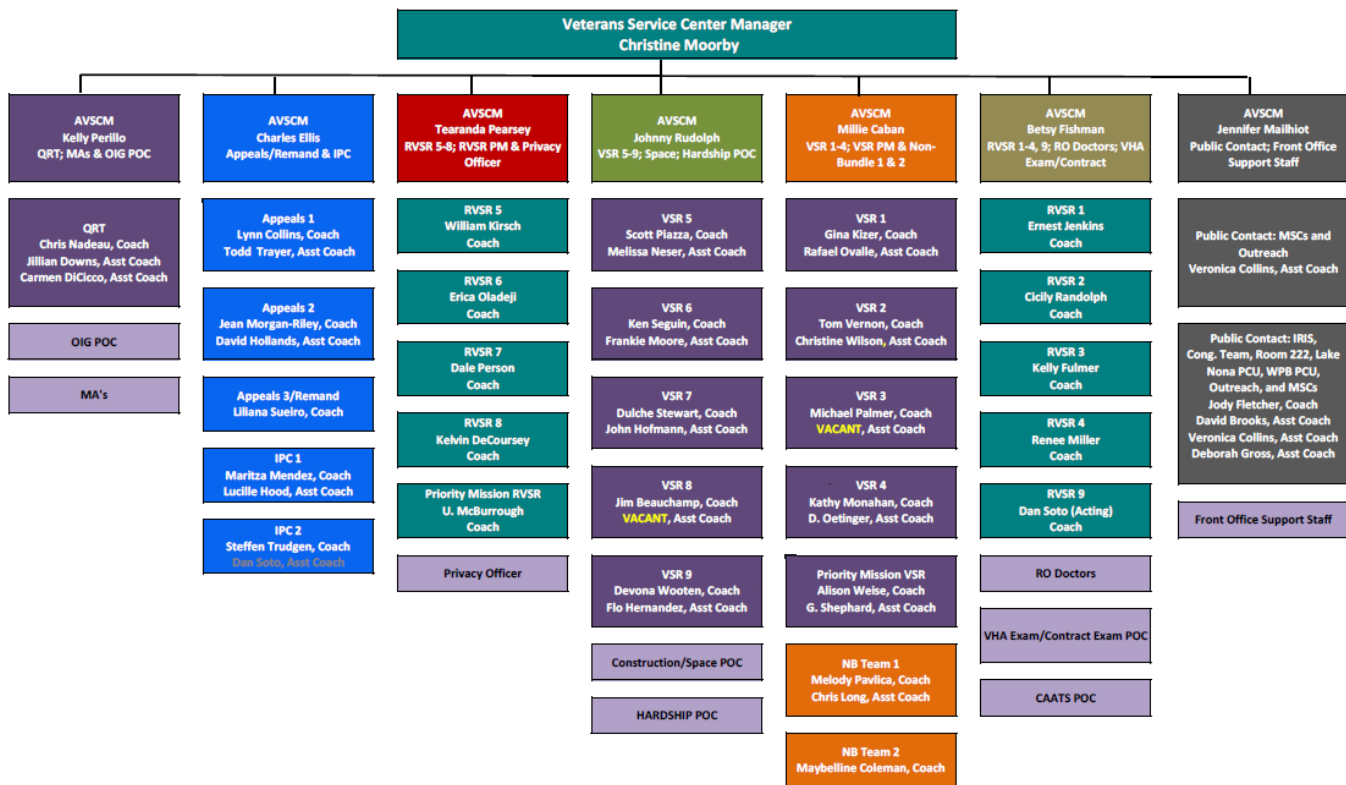 Veterans Service Center Manager
Christine Moorby
AVSCM
Kelly Perillo
QRT; MAs & OIG POC
QRT
Chris Nadeau, Coach
Jillian Downs, Asst Coach
Carmen DiCicco, Asst Coach
OIG POC
MA's
AVSCM
Charles Ellis
Appeals/Remand & IPC
Appeals 1
Lynn Collins, Coach
Todd Trayer, Asst Coach
Appeals 2
Jean Morgan-Riley, Coach
David Hollands, Asst Coach
Appeals 3/Remand
Liliana Sueiro, Coach
IPC 1
Maritza Mendez, Coach
Lucille Hood, Asst Coach
IPC 2
Steffen Trudgen, Coach
Dan Soto, Asst Coach
AVSCM
Tearanda Pearsey
RVSR 5-8; RVSR PM & Privacy
Officer
RVSR 5
William Kirsch
Coach
RVSR 6
Erica Oladeji
Coach
RVSR 7
Dale Person
Coach
RVSR 8
Kelvin DeCoursey
Coach
Priority Mission RVSR
U. McBurrough
Coach
Privacy Officer
AVSCM
Johnny Rudolph
VSR 5-9; Space; Hardship POC
VSR 5
Scott Piazza, Coach
Melissa Neser, Asst Coach
VSR 6
Ken Seguin, Coach
Frankie Moore, Asst Coach
VSR 7
Dulche Stewart, Coach
John Hofmann, Asst Coach
VSR 8
Jim Beauchamp, Coach
VACANT, Asst Coach
VSR 9
Devona Wooten, Coach
Flo Hernandez, Asst Coach
Construction/Space POC
HARDSHIP POC
AVSCM
Millie Caban
VSR 1-4; VSR PM & Non-
Bundle 1 & 2
VSR 1
Gina Kizer, Coach
Rafael Ovalle, Asst Coach
VSR 2
Tom Vernon, Coach
Christine Wilson, Asst Coach
VSR 3
Michael Palmer, Coach
VACANT, Asst Coach
VSR 4
Kathy Monahan, Coach
D. Oetinger, Asst Coach
Priority Mission VSR
Alison Weise, Coach
G. Shephard, Asst Coach
NB Team 1
Melody Pavlica, Coach
Chris Long, Asst Coach
NB Team 2
Maybelline Coleman, Coach
AVSCM
Betsy Fishman
RVSR 1-4, 9; RO Doctors; VHA
Exam/Contract
RVSR 1
Ernest Jenkins
Coach
RVSR 2
Cicily Randolph
Coach
RVSR 3
Kelly Fulmer
Coach
RVSR 4
Renee Miller
Coach
RVSR 9
Dan Soto (Acting)
Coach
RO Doctors
VHA Exam/Contract Exam POC
CAATS POC
AVSCM
Jennifer Mailhiot
Public Contact; Front Office
Support Staff
Public Contact: MSCs and
Outreach
Veronica Collins, Asst Coach
Public Contact: IRIS,
Cong. Team, Room 222, Lake
Nona PCU, WPB PCU,
Outreach, and MSCs
Jody Fletcher, Coach
David Brooks, Asst Coach
Veronica Collins, Asst Coach
Deborah Gross, Asst Coach
Front Office Support Staff